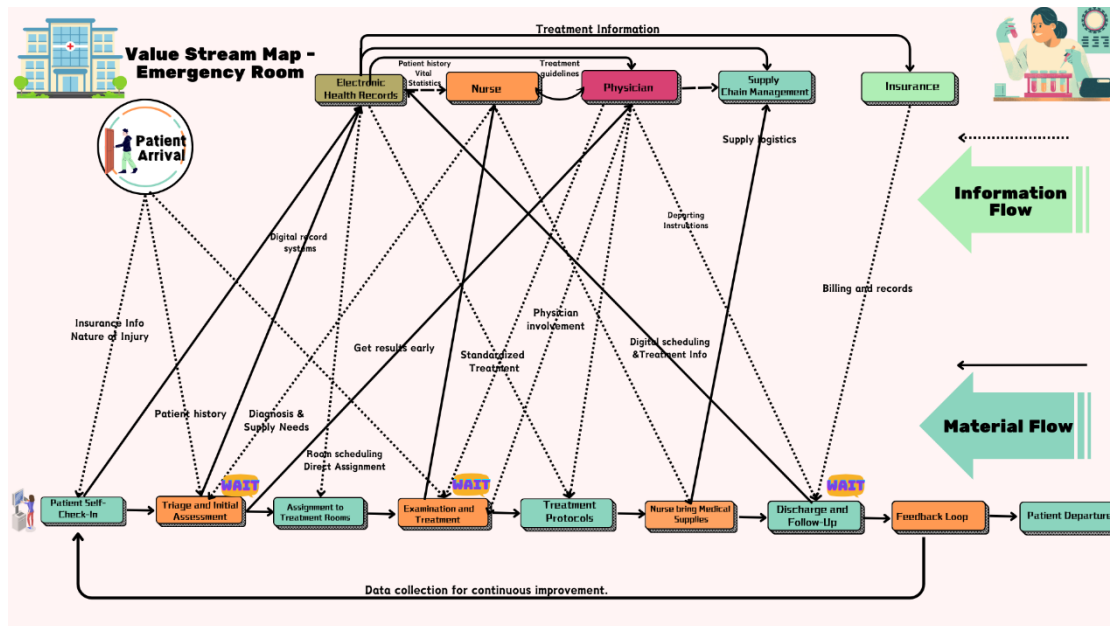 Value Stream Map -
Emergency Room
Treatment Information
Electronic
Health Records
Patient history
Vital
Statistics
Nurse
Treatment
guidelines
Physician
Supply
Chain Management
Insurance
Patient
Arrival
Supply logistics
Information
Flow
Digital record
systems
Departing
Instructions
Billing and records
Insurance Info
Nature of Injury
Get results early
Standardized
Treatment
Physician
involvement
Digital scheduling
&Treatment Info
Patient history
Diagnosis &
Supply Needs
Room scheduling
Direct Assignment
Material Flow
WAIT
WAIT
WAIT
Patient Self-
Check-In
Triage and Initial
Assessment
Assignment to
Treatment Rooms
Examination and
Treatment
Treatment
Protocols
Nurse bring Medical
Supplies
Discharge and
Follow-Up
Feedback Loop
Patient Departure
Data collection for continuous improvement.